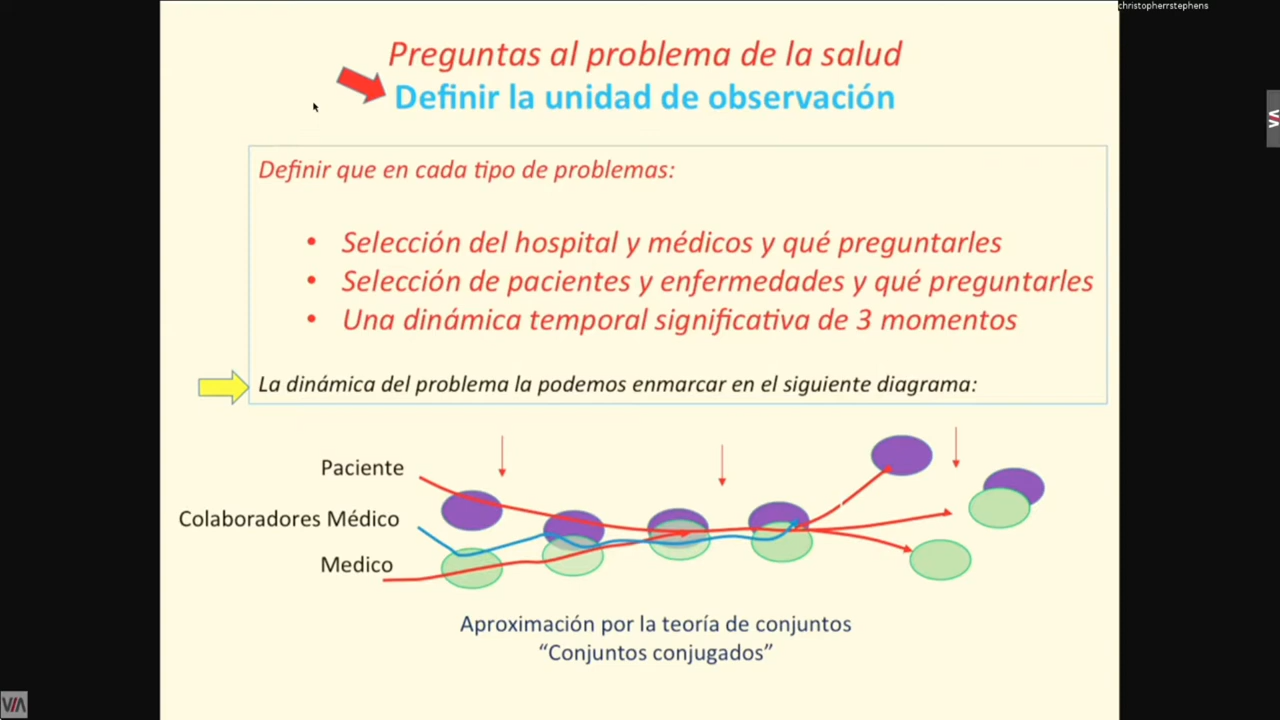 christopherrstephens
Preguntas al problema de la salud
Definir la unidad de observación
Definir que en cada tipo de problemas:
• Selección del hospital y médicos y qué preguntarles
• Selección de pacientes y enfermedades y qué preguntarles
• Una dinámica temporal significativa de 3 momentos
La dinámica del problema la podemos enmarcar en el siguiente diagrama:
Paciente
Colaboradores Médico
Medico
Aproximación por la teoría de conjuntos
“Conjuntos conjugados”
VIA